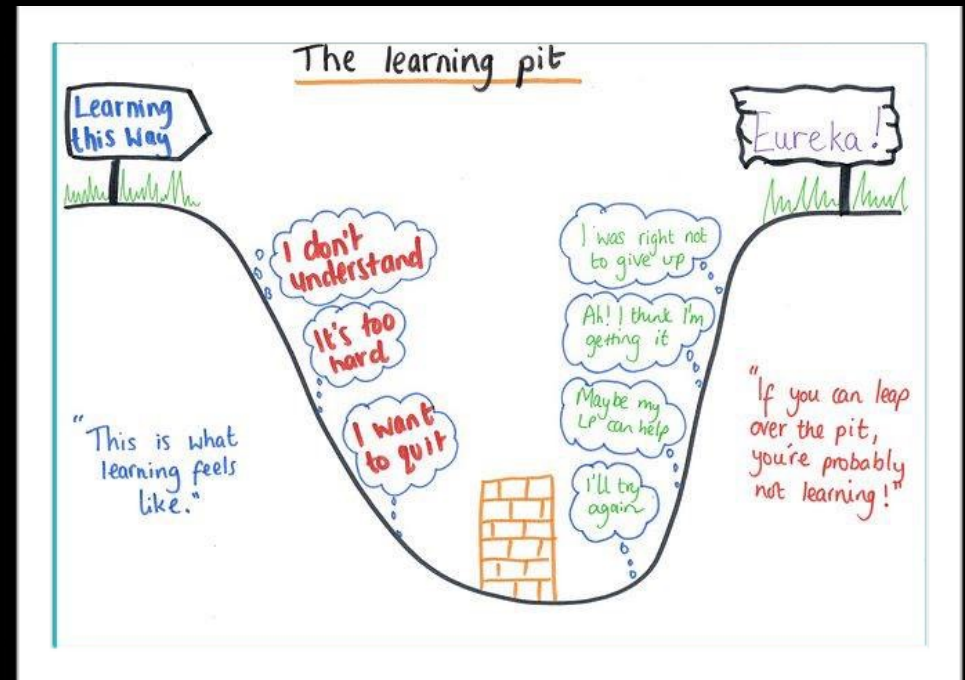 The learning pit
Learning
this Way
Eureka!
I don't
understand
It's too
hard
I want
to quit
I was right not
to give up
Ah! I think I'm
getting it
Maybe my
LP can help
I'll try
again
"This is what
learning feels
like."
"If you can leap
over the pit,
you're probably
not learning!"